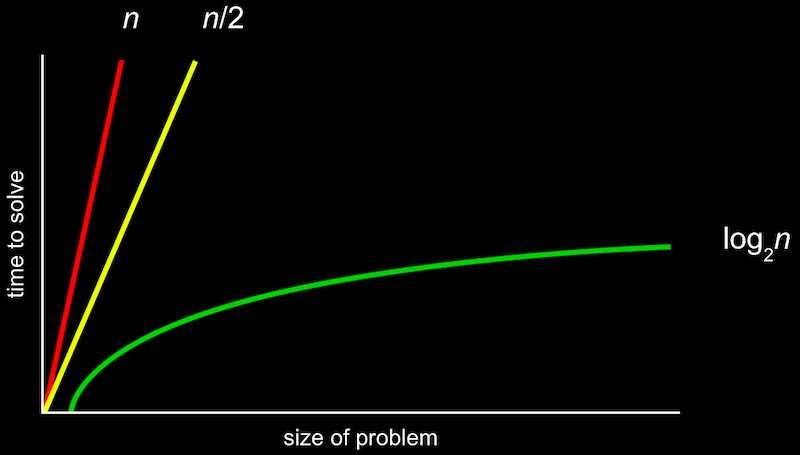 n
n/2
time to solve
log₂n
size of problem